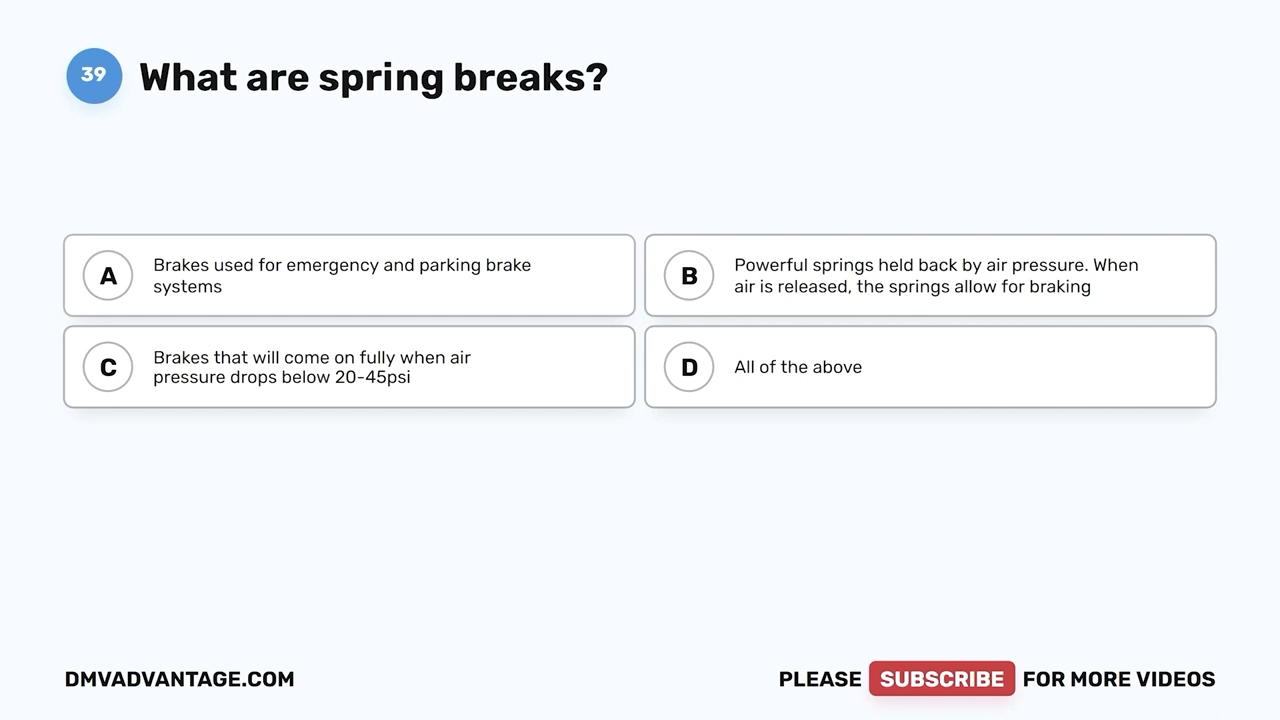 39
What are spring breaks?
A
Brakes used for emergency and parking brake
systems
B
Powerful springs held back by air pressure. When
air is released, the springs allow for braking
C
Brakes that will come on fully when air
pressure drops below 20-45psi
D
All of the above
DMVADVANTAGE.COM
PLEASE SUBSCRIBE FOR MORE VIDEOS